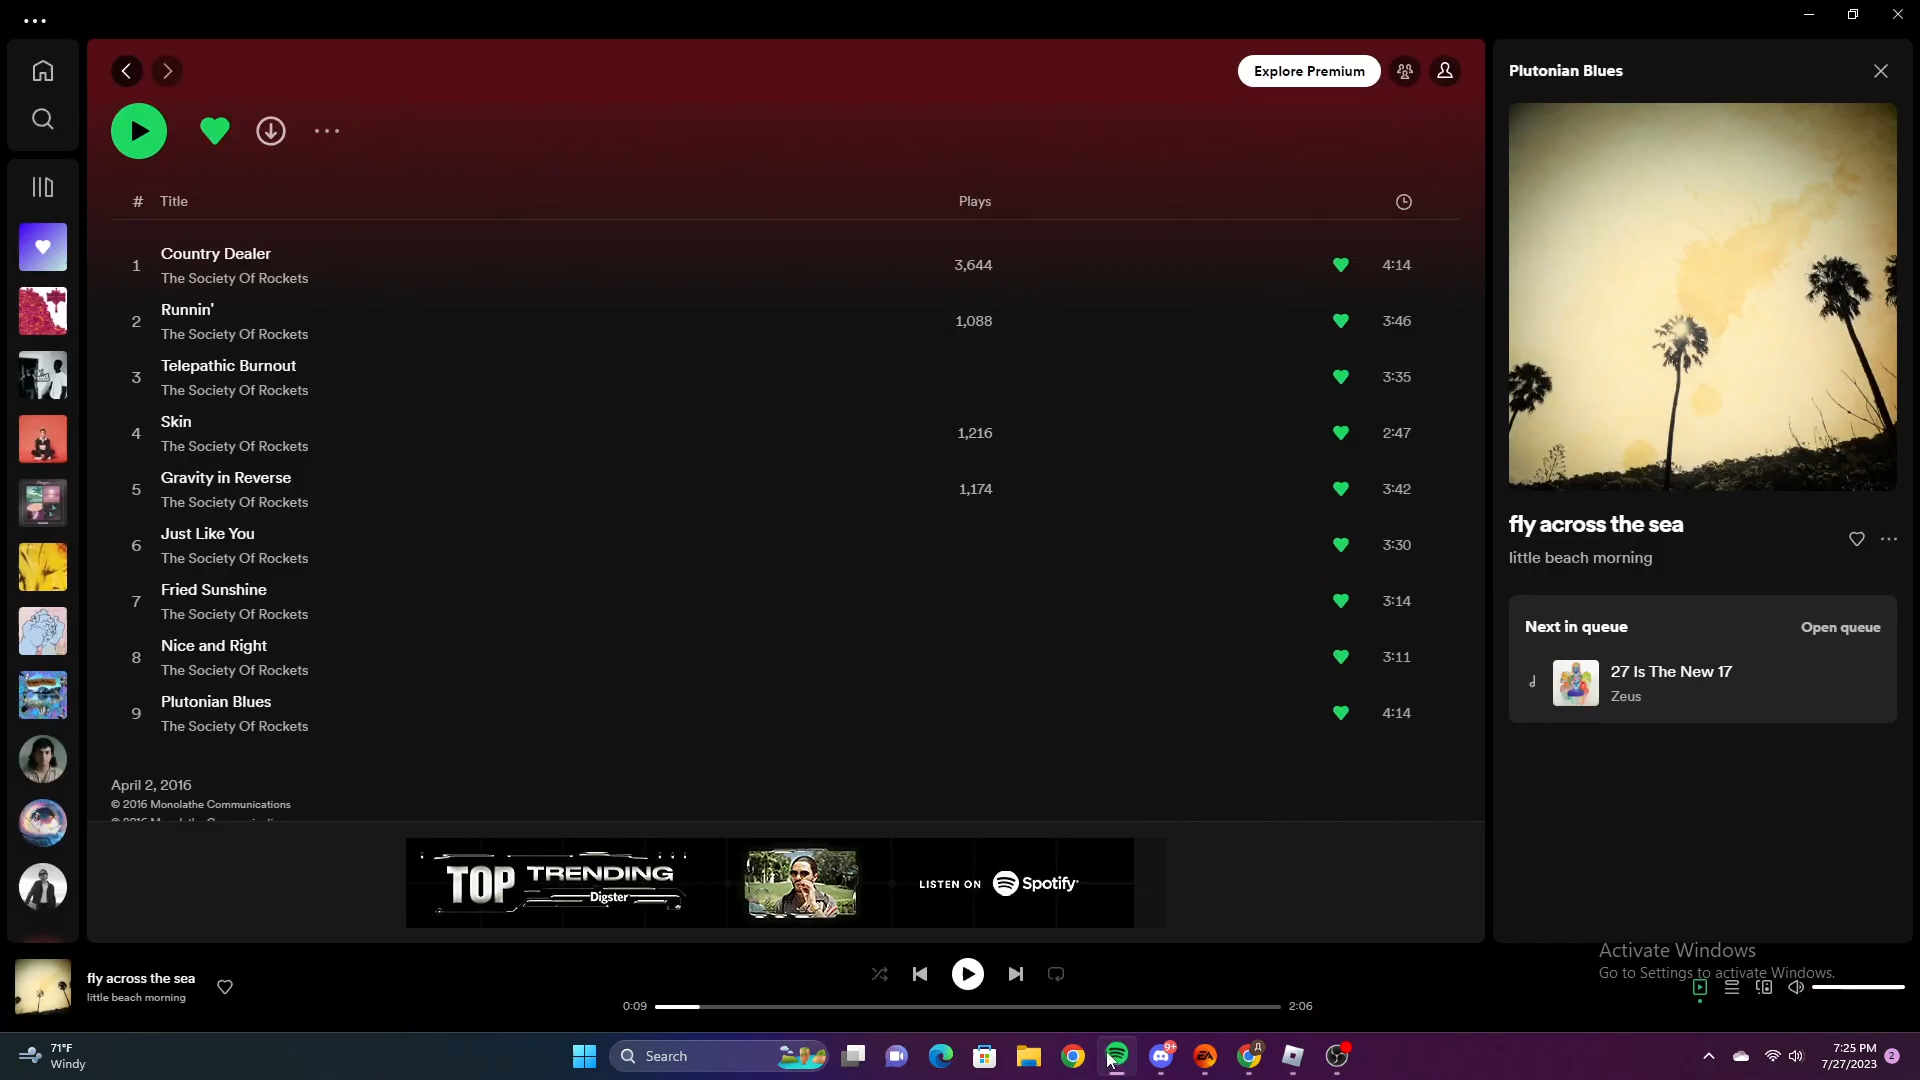 Explore Premium
# Title Plays
1 Country Dealer 3,644 4:14
The Society Of Rockets
2 Runnin' 1,088 3:46
The Society Of Rockets
3 Telepathic Burnout 3:35
The Society Of Rockets
4 Skin 1,216 2:47
The Society Of Rockets
5 Gravity in Reverse 1,174 3:42
The Society Of Rockets
6 Just Like You 3:30
The Society Of Rockets
7 Fried Sunshine 3:14
The Society Of Rockets
8 Nice and Right 3:11
The Society Of Rockets
9 Plutonian Blues 4:14
The Society Of Rockets
April 2, 2016
© 2016 Monolathe Communications
TOP TRENDING
Digster
LISTEN ON Spotify
Plutonian Blues
fly across the sea
little beach morning
Next in queue Open queue
27 Is The New 17
Zeus
Activate Windows
Go to Settings to activate Windows.
fly across the sea
little beach morning
0:09 2:06
71°F
Windy
Search
9+
7:25 PM
7/27/2023
2